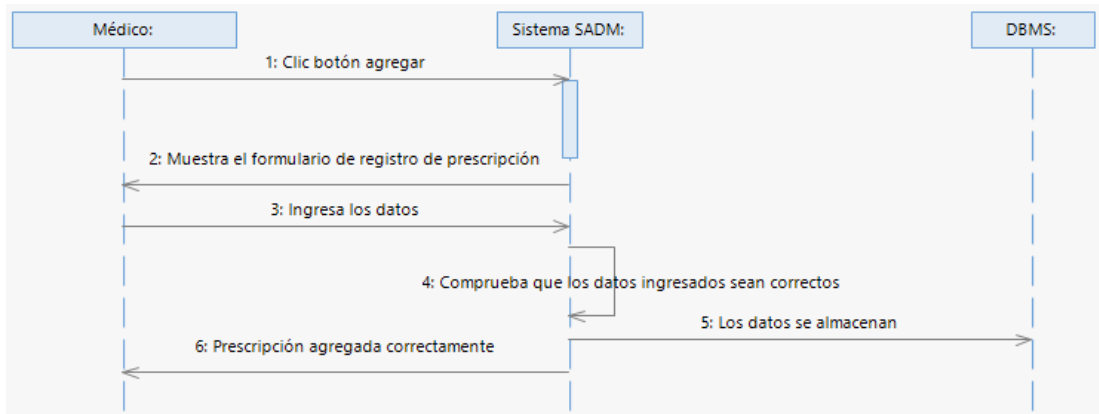 Médico:
Sistema SADM:
DBMS:
1: Clic botón agregar
2: Muestra el formulario de registro de prescripción
3: Ingresa los datos
4: Comprueba que los datos ingresados sean correctos
5: Los datos se almacenan
6: Prescripción agregada correctamente